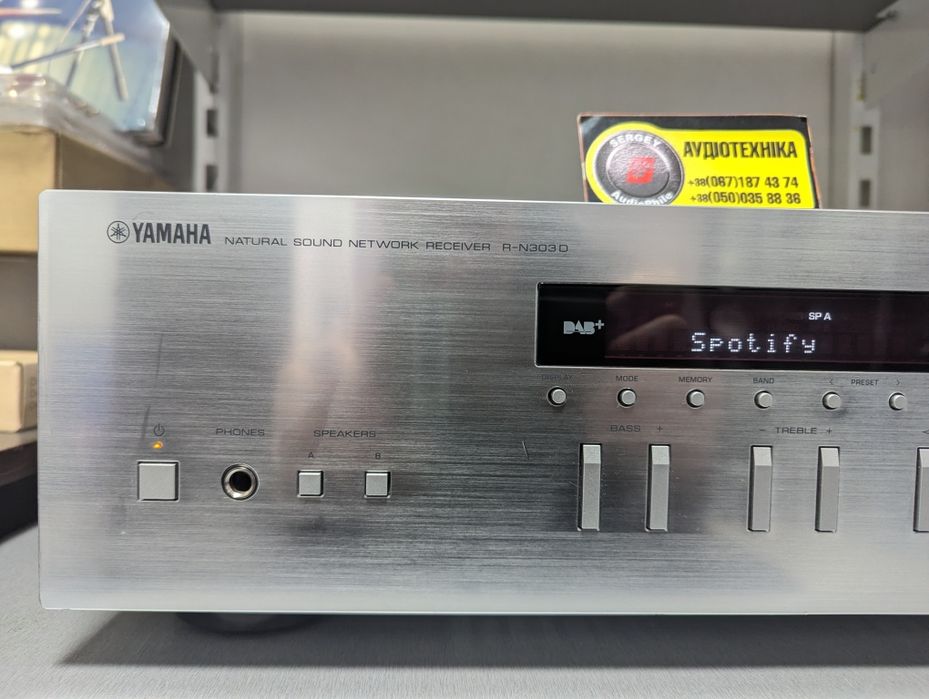 SERGEY
AudioPhile
АУДІОТЕХНІКА
+38(067)187 43 74
+38(050)035 88 36
YAMAHA NATURAL SOUND NETWORK RECEIVER R-N303D
DAB+
SP A
Spotify
DISPLAY MODE MEMORY BAND < PRESET >
PHONES SPEAKERS BASS + − TREBLE +
A B